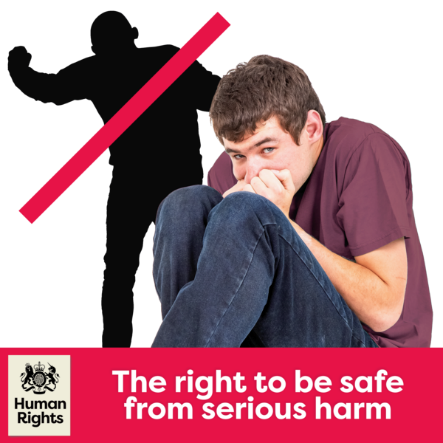 Human
Rights
The right to be safe
from serious harm